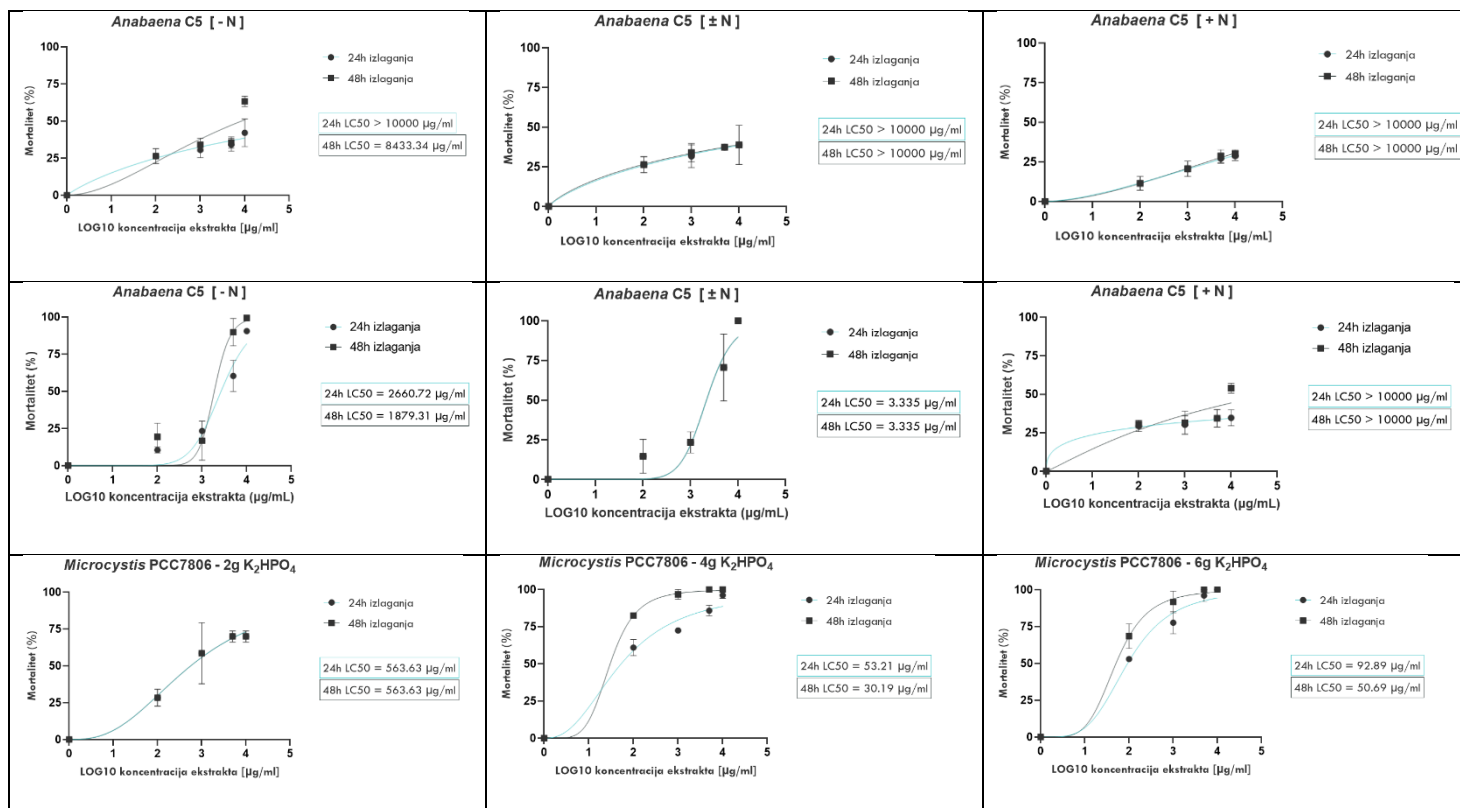 Anabaena C5 [ - N ]
100
75
50
25
0
Mortalitet (%)
0 1 2 3 4 5
LOG10 koncentracija ekstrakta [µg/ml]
24h izlaganja
48h izlaganja
24h LC50 > 10000 µg/ml
48h LC50 = 8433.34 µg/ml
Anabaena C5 [ ± N ]
100
75
50
25
0
Mortalitet (%)
0 1 2 3 4 5
LOG10 koncentracija ekstrakta [µg/ml]
24h izlaganja
48h izlaganja
24h LC50 > 10000 µg/ml
48h LC50 > 10000 µg/ml
Anabaena C5 [ + N ]
100
75
50
25
0
Mortalitet (%)
0 1 2 3 4 5
LOG10 koncentracija ekstrakta [µg/mL]
24h izlaganja
48h izlaganja
24h LC50 > 10000 µg/ml
48h LC50 > 10000 µg/ml
Anabaena C5 [ - N ]
100
75
50
25
0
Mortalitet (%)
0 1 2 3 4 5
LOG10 koncentracija ekstrakta (µg/mL)
24h izlaganja
48h izlaganja
24h LC50 = 2660.72 µg/ml
48h LC50 = 1879.31 µg/ml
Anabaena C5 [ ± N ]
100
75
50
25
0
Mortalitet (%)
0 1 2 3 4 5
LOG10 koncentracija ekstrakta (µg/mL)
24h izlaganja
48h izlaganja
24h LC50 = 3.335 µg/ml
48h LC50 = 3.335 µg/ml
Anabaena C5 [ + N ]
100
75
50
25
0
Mortalitet (%)
0 1 2 3 4 5
LOG10 koncentracija ekstrakta (µg/mL)
24h izlaganja
48h izlaganja
24h LC50 > 10000 µg/ml
48h LC50 > 10000 µg/ml
Microcystis PCC7806 - 2g K₂HPO₄
100
75
50
25
0
Mortalitet (%)
0 1 2 3 4 5
LOG10 koncentracija ekstrakta [µg/ml]
24h izlaganja
48h izlaganja
24h LC50 = 563.63 µg/ml
48h LC50 = 563.63 µg/ml
Microcystis PCC7806 - 4g K₂HPO₄
100
75
50
25
0
Mortalitet (%)
0 1 2 3 4 5
LOG10 koncentracija ekstrakta [µg/ml]
24h izlaganja
48h izlaganja
24h LC50 = 53.21 µg/ml
48h LC50 = 30.19 µg/ml
Microcystis PCC7806 - 6g K₂HPO₄
100
75
50
25
0
Mortalitet (%)
0 1 2 3 4 5
LOG10 koncentracija ekstrakta [µg/ml]
24h izlaganja
48h izlaganja
24h LC50 = 92.89 µg/ml
48h LC50 = 50.69 µg/ml